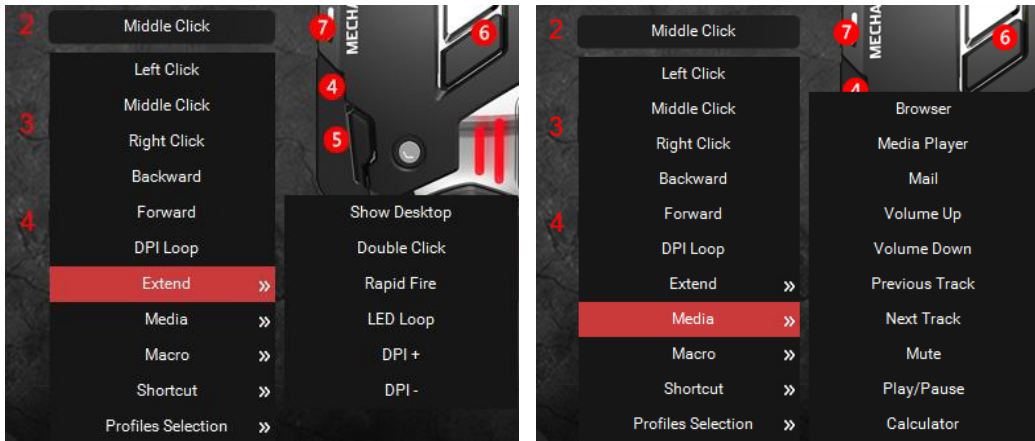 2
Middle Click
7
MECHA
6
Left Click
4
3
Middle Click
Right Click
5
Backward
4
Forward
Show Desktop
DPI Loop
Double Click
Extend »
Rapid Fire
Media »
LED Loop
Macro »
DPI +
Shortcut »
DPI -
Profiles Selection »
2
Middle Click
7
MECHA
6
Left Click
4
3
Middle Click
Browser
Right Click
Media Player
Backward
Mail
4
Forward
Volume Up
DPI Loop
Volume Down
Extend »
Previous Track
Media »
Next Track
Macro »
Mute
Shortcut »
Play/Pause
Profiles Selection »
Calculator